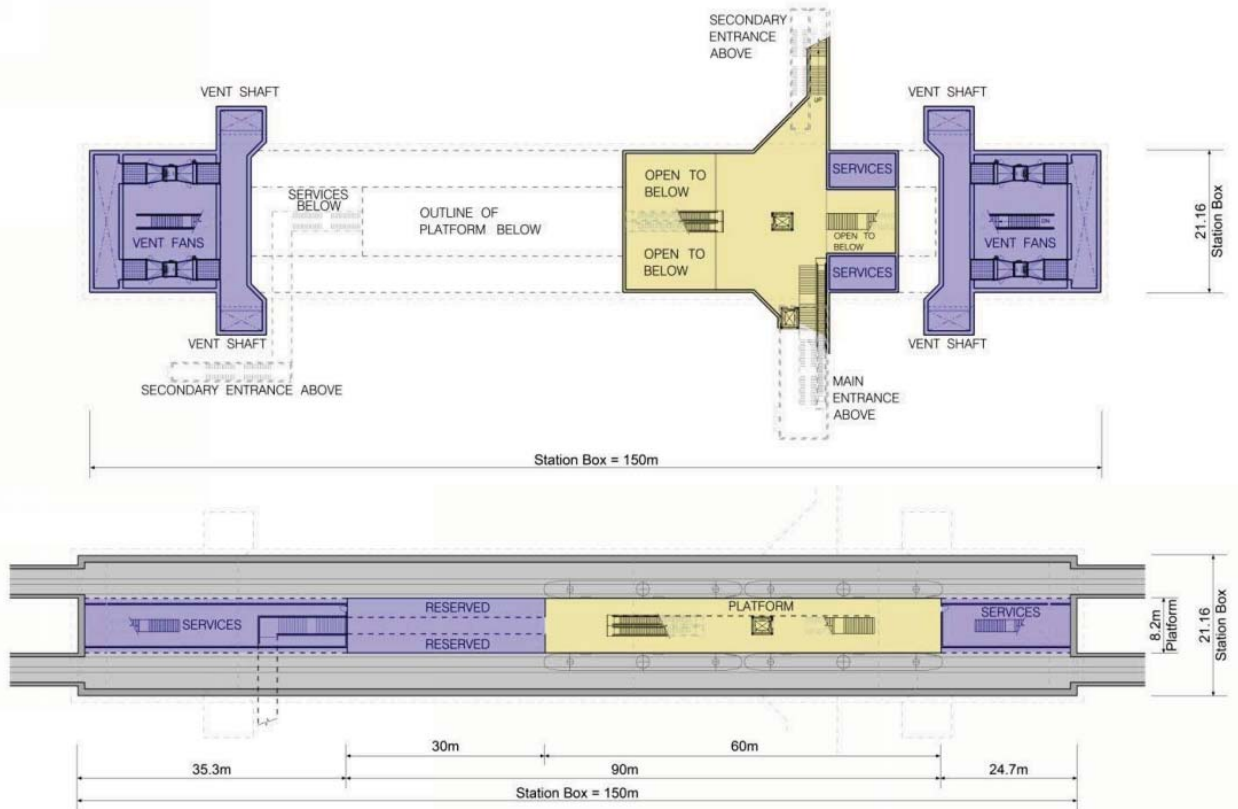 SECONDARY
ENTRANCE
ABOVE
VENT SHAFT
VENT SHAFT
OPEN TO
BELOW
SERVICES
SERVICES
BELOW
OUTLINE OF
PLATFORM BELOW
UP
VENT FANS
OPEN TO
BELOW
OPEN TO
BELOW
SERVICES
DN
VENT FANS
21.16
Station Box
VENT SHAFT
VENT SHAFT
SECONDARY ENTRANCE ABOVE
MAIN
ENTRANCE
ABOVE
Station Box = 150m
RESERVED
PLATFORM
SERVICES
SERVICES
RESERVED
8.2m
Platform
21.16
Station Box
30m
60m
35.3m
90m
24.7m
Station Box = 150m